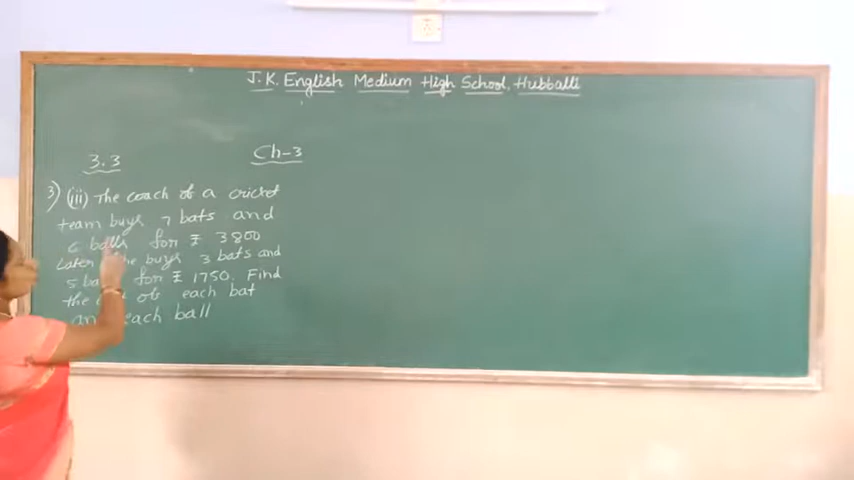 J.K. English Medium High School, Hubballi
3.3
Ch-3
3) (iii) The coach of a cricket
team buys 7 bats and
6 balls for ₹ 3800
Later she buys 3 bats and
5 for ₹ 1750. Find
the of each bat
each ball